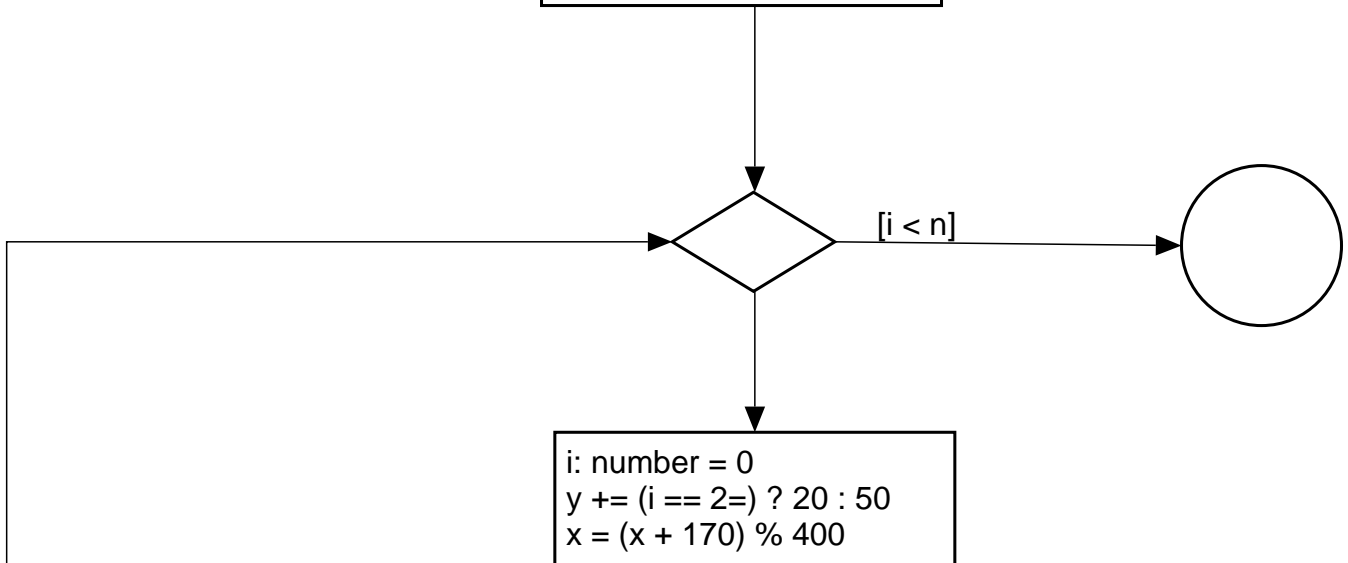 [i < n]
i: number = 0
y += (i == 2=) ? 20 : 50
x = (x + 170) % 400